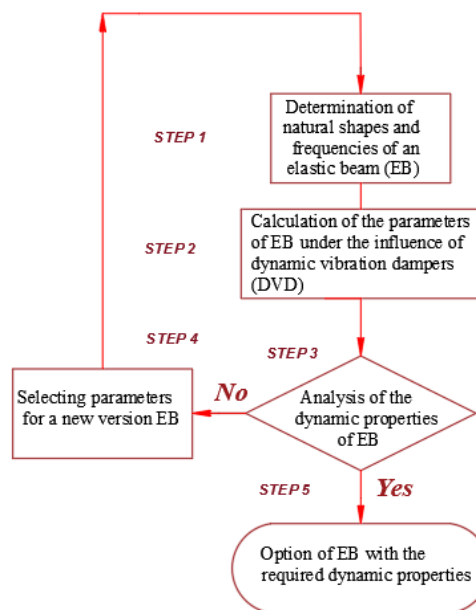 STEP 1
Determination of
natural shapes and
frequencies of an
elastic beam (EB)
STEP 2
Calculation of the parameters
of EB under the influence of
dynamic vibration dampers
(DVD)
STEP 4
STEP 3
Selecting parameters
for a new version EB
No
Analysis of the
dynamic properties
of EB
STEP 5
Yes
Option of EB with the
required dynamic properties